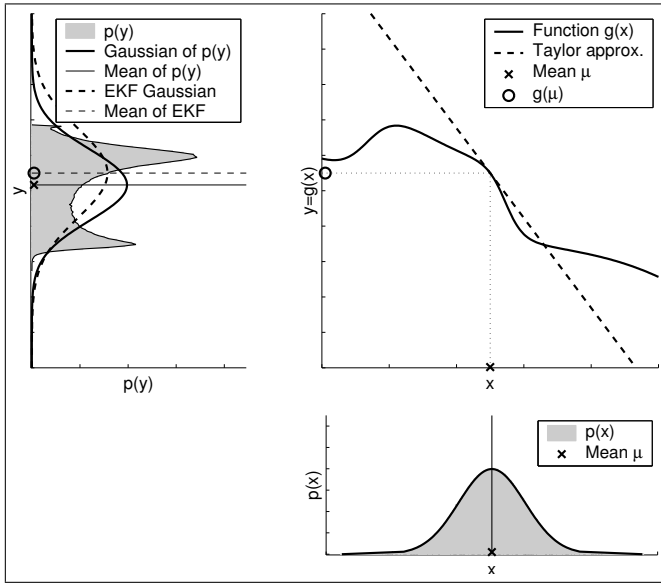 p(y)
Gaussian of p(y)
Mean of p(y)
EKF Gaussian
Mean of EKF
y
p(y)
Function g(x)
Taylor approx.
Mean μ
g(μ)
y=g(x)
x
p(x)
Mean μ
p(x)
x